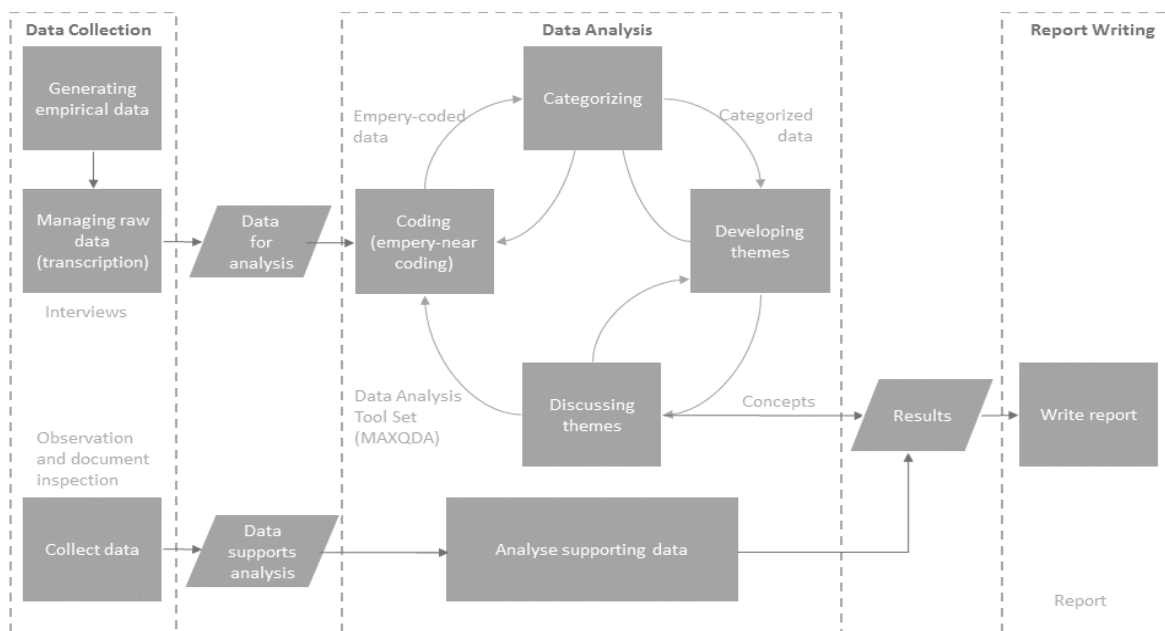 Data Collection
Generating
empirical data
Managing raw
data
(transcription)
Interviews
Observation
and document
inspection
Collect data
Data
for
analysis
Data
supports
analysis
Data Analysis
Categorizing
Empery-coded
data
Categorized
data
Coding
(empery-near
coding)
Developing
themes
Data Analysis
Tool Set
(MAXQDA)
Discussing
themes
Concepts
Analyse supporting data
Results
Report Writing
Write report
Report